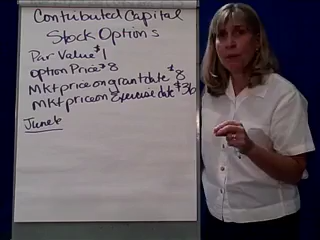 Contributed Capital
Stock Options
Par Value $1
option Price $8
Mkt price on grant date $8
mkt price on Exercise date $36
June 6